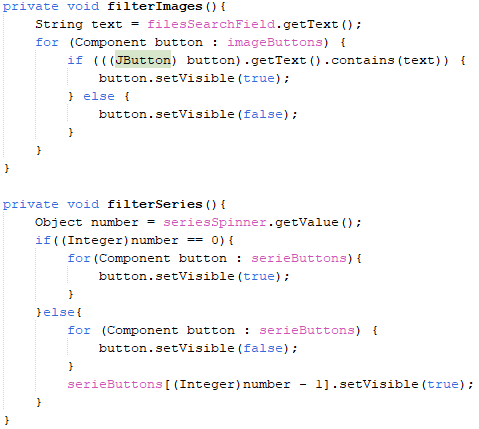 private void filterImages(){
    String text = filesSearchField.getText();
    for (Component button : imageButtons) {
        if (((JButton) button).getText().contains(text)) {
            button.setVisible(true);
        } else {
            button.setVisible(false);
        }
    }
}

private void filterSeries(){
    Object number = seriesSpinner.getValue();
    if((Integer)number == 0){
        for(Component button : serieButtons){
            button.setVisible(true);
        }
    }else{
        for (Component button : serieButtons) {
            button.setVisible(false);
        }
        serieButtons[(Integer)number - 1].setVisible(true);
    }
}